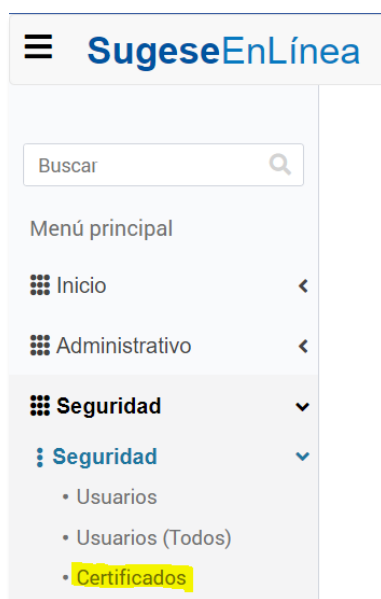 SugeseEnLínea
Buscar
Menú principal
Inicio
Administrativo
Seguridad
Seguridad
• Usuarios
• Usuarios (Todos)
• Certificados